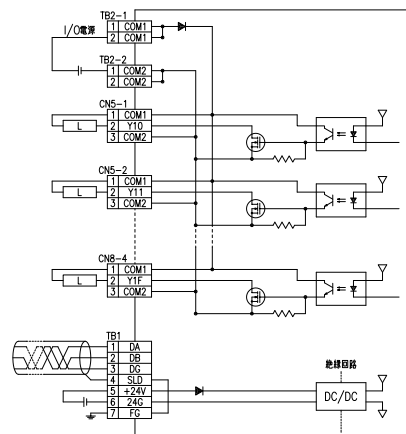 TB2-1
I/O電源
1 COM1
2 COM1
TB2-2
1 COM2
2 COM2
CN5-1
1 COM1
L 2 Y10
3 COM2
CN5-2
1 COM1
L 2 Y11
3 COM2
CN8-4
1 COM1
L 2 Y1F
3 COM2
TB1
1 DA
2 DB
3 DG
4 SLD
5 +24V
6 24G
7 FG
絶縁回路
DC/DC